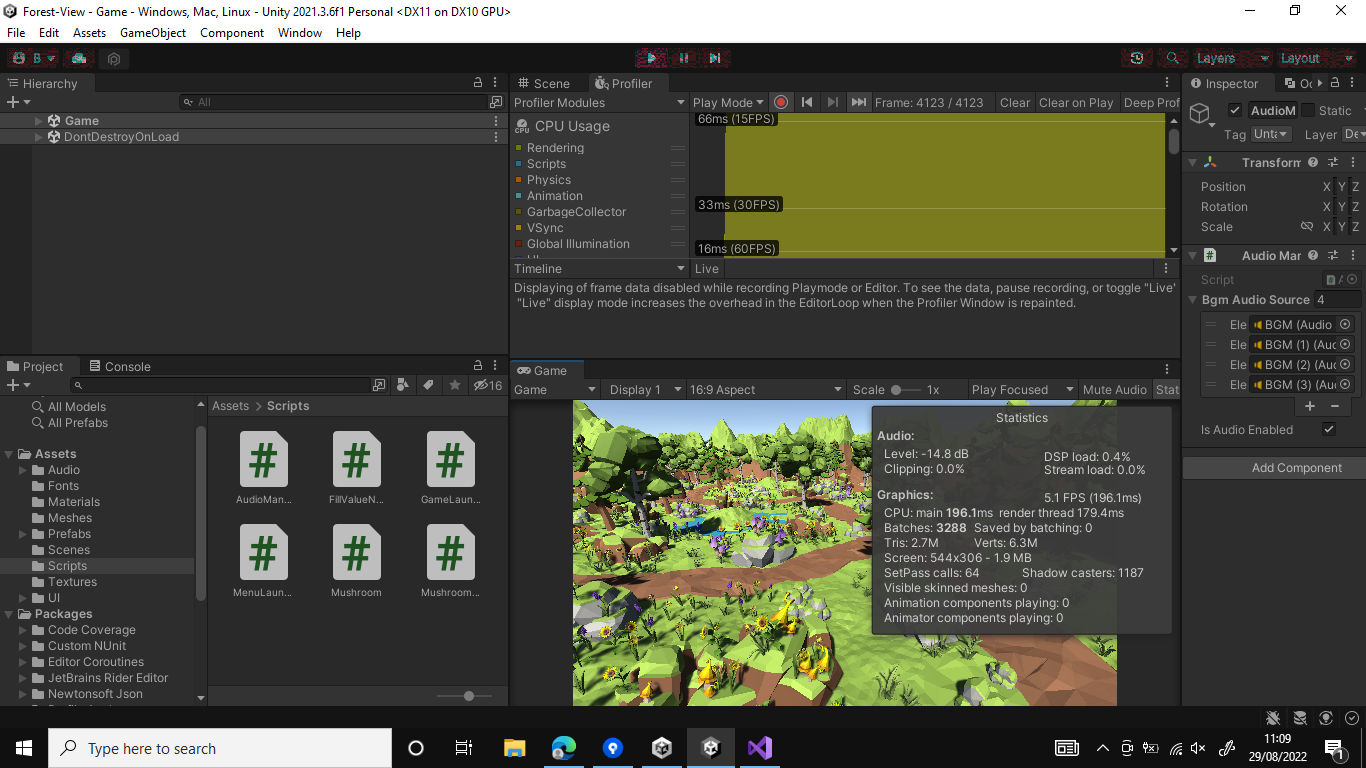 Forest-View - Game - Windows, Mac, Linux - Unity 2021.3.6f1 Personal <DX11 on DX10 GPU>
File Edit Assets GameObject Component Window Help
B Layers Layout
Hierarchy
All
Game
DontDestroyOnLoad
Scene Profiler
Profiler Modules Play Mode Frame: 4123 / 4123 Clear Clear on Play Deep Prof
CPU CPU Usage
Rendering
Scripts
Physics
Animation
GarbageCollector
VSync
Global Illumination
66ms (15FPS)
33ms (30FPS)
16ms (60FPS)
Timeline Live
Displaying of frame data disabled while recording Playmode or Editor. To see the data, pause recording, or toggle "Live"
"Live" display mode increases the overhead in the EditorLoop when the Profiler Window is repainted.
Inspector Oc
AudioM Static
Tag Unta Layer De
Transform
Position X Y Z
Rotation X Y Z
Scale X Y Z
# Audio Mar
Script A
Bgm Audio Source 4
Ele BGM (Audio
Ele BGM (1) (Auc
Ele BGM (2) (Auc
Ele BGM (3) (Auc
+ −
Is Audio Enabled
Add Component
Project Console
16
All Models
All Prefabs
Assets
Audio
Fonts
Materials
Meshes
Prefabs
Scenes
Scripts
Textures
UI
Packages
Code Coverage
Custom NUnit
Editor Coroutines
JetBrains Rider Editor
Newtonsoft Json
Assets > Scripts
# # #
AudioMan... FillValueN... GameLaun...
# # #
MenuLaun... Mushroom Mushroom...
Game
Game Display 1 16:9 Aspect Scale 1x Play Focused Mute Audio Stat
Statistics
Audio:
Level: -14.8 dB DSP load: 0.4%
Clipping: 0.0% Stream load: 0.0%
Graphics: 5.1 FPS (196.1ms)
CPU: main 196.1ms render thread 179.4ms
Batches: 3288 Saved by batching: 0
Tris: 2.7M Verts: 6.3M
Screen: 544x306 - 1.9 MB
SetPass calls: 64 Shadow casters: 1187
Visible skinned meshes: 0
Animation components playing: 0
Animator components playing: 0
Type here to search
11:09
29/08/2022
1